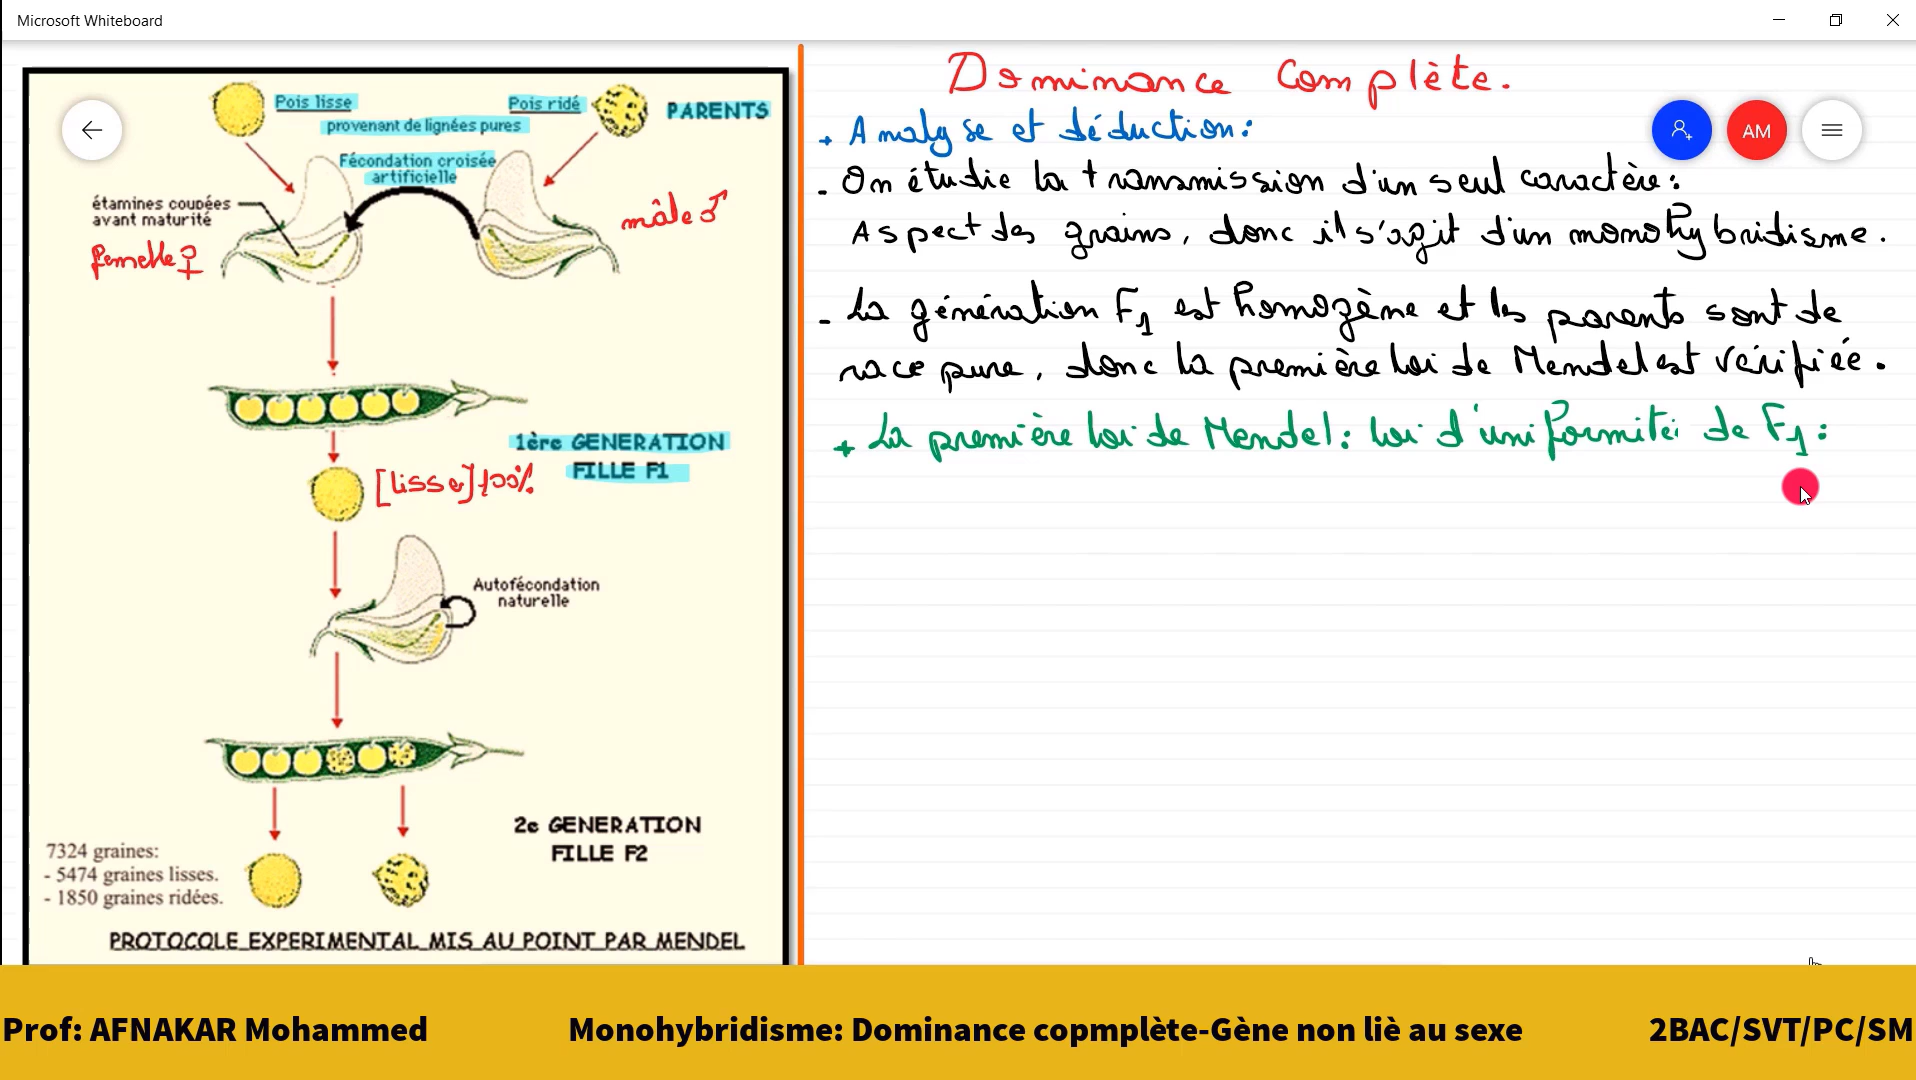 Microsoft Whiteboard
Pois lisse
Pois ridé
PARENTS
provenant de lignées pures
Fécondation croisée
artificielle
étamines coupées
avant maturité
femelle ♀
mâle ♂
1ère GENERATION
FILLE F1
[lisse] 100%
Autofécondation
naturelle
2e GENERATION
FILLE F2
7324 graines:
- 5474 graines lisses.
- 1850 graines ridées.
PROTOCOLE EXPERIMENTAL MIS AU POINT PAR MENDEL
Dominance Complète.
+ Analyse et déduction:
AM
- On étudie la transmission d'un seul caractère:
Aspect des grains, donc il s'agit d'un monohybridisme.
- La génération F1 est homogène et les parents sont de
race pure, donc la première loi de Mendel est vérifiée.
+ La première loi de Mendel: loi d'uniformité de F1:
Prof: AFNAKAR Mohammed
Monohybridisme: Dominance copmplète-Gène non liè au sexe
2BAC/SVT/PC/SM